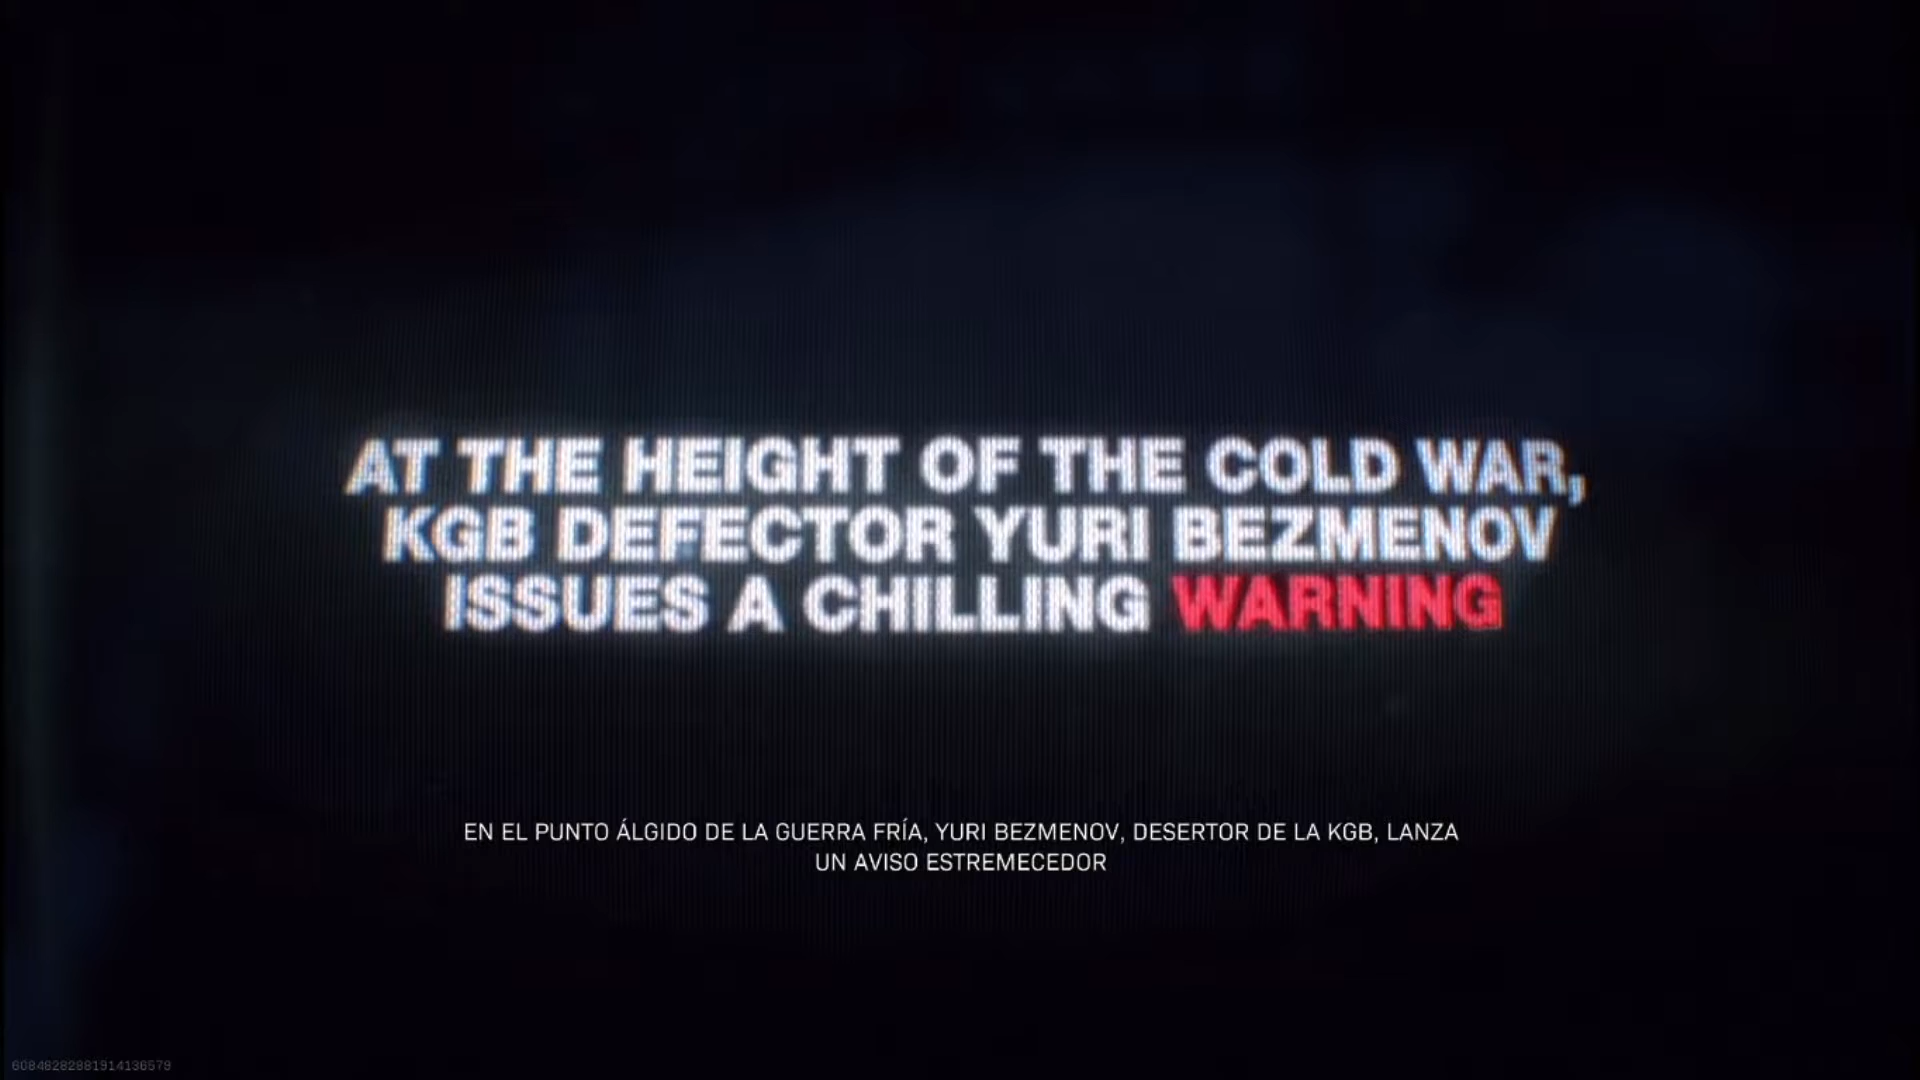 AT THE HEIGHT OF THE COLD WAR,
KGB DEFECTOR YURI BEZMENOV
ISSUES A CHILLING WARNING
EN EL PUNTO ÁLGIDO DE LA GUERRA FRÍA, YURI BEZMENOV, DESERTOR DE LA KGB, LANZA
UN AVISO ESTREMECEDOR
60848282881914136579